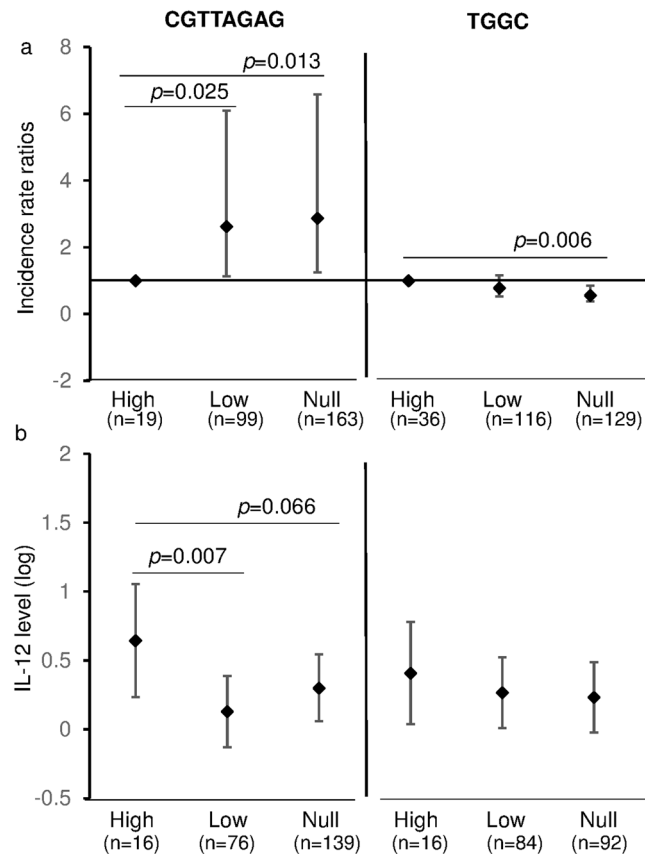 CGTTAGAG TGGC
a
Incidence rate ratios
8
6
4
2
0
-2
p=0.013
p=0.025
p=0.006
High Low Null High Low Null
(n=19) (n=99) (n=163) (n=36) (n=116) (n=129)
b
IL-12 level (log)
2
1.5
1
0.5
0
-0.5
p=0.066
p=0.007
High Low Null High Low Null
(n=16) (n=76) (n=139) (n=16) (n=84) (n=92)